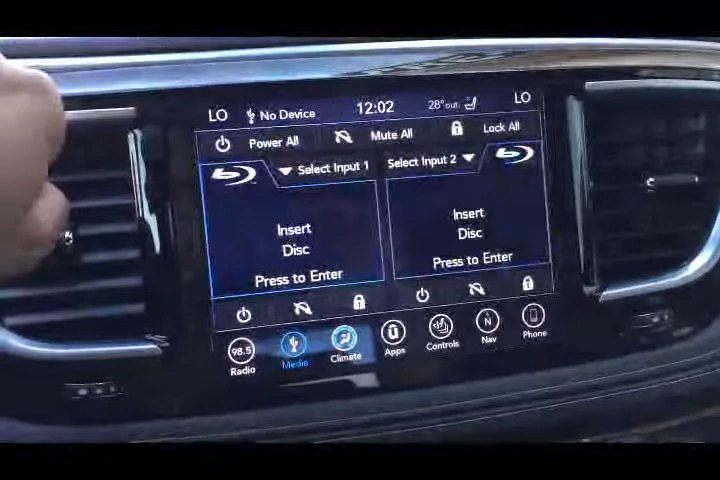 LO No Device 12:02 28° out LO
Power All Mute All Lock All
Select Input 1 Select Input 2
Insert
Disc
Press to Enter
Insert
Disc
Press to Enter
98.5 N
Radio Media Climate Apps Controls Nav Phone